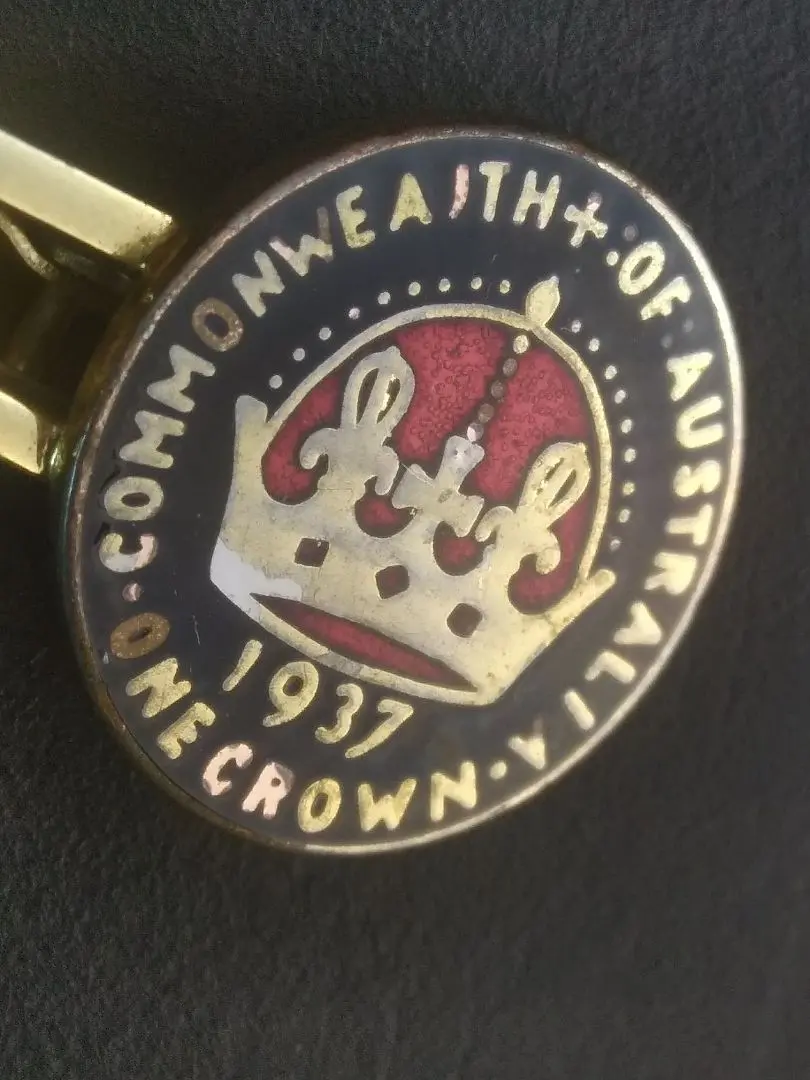 COMMONWEALTH OF AUSTRALIA
1937
ONE CROWN